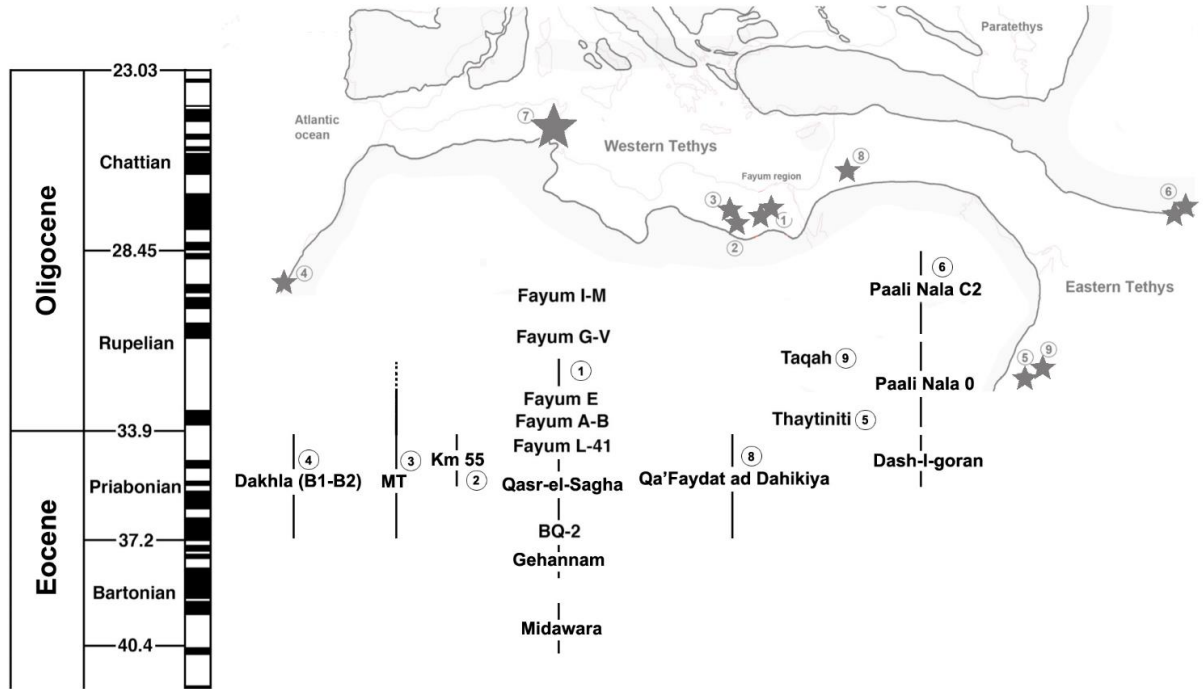 Paratethys
23.03
Atlantic
ocean
7
Western Tethys
Chattian
8
Fayum region
3
1
2
6
Oligocene
28.45
4
6
Fayum I-M
Paali Nala C2
Eastern Tethys
Fayum G-V
Rupelian
Taqah 9
5 9
1
Paali Nala 0
Fayum E
Fayum A-B
Thaytiniti 5
33.9
Fayum L-41
4
3
Km 55
8
Dash-I-goran
Priabonian
Dakhla (B1-B2)
MT
2
Qasr-el-Sagha
Qa'Faydat ad Dahikiya
BQ-2
37.2
Gehannam
Eocene
Bartonian
Midawara
40.4